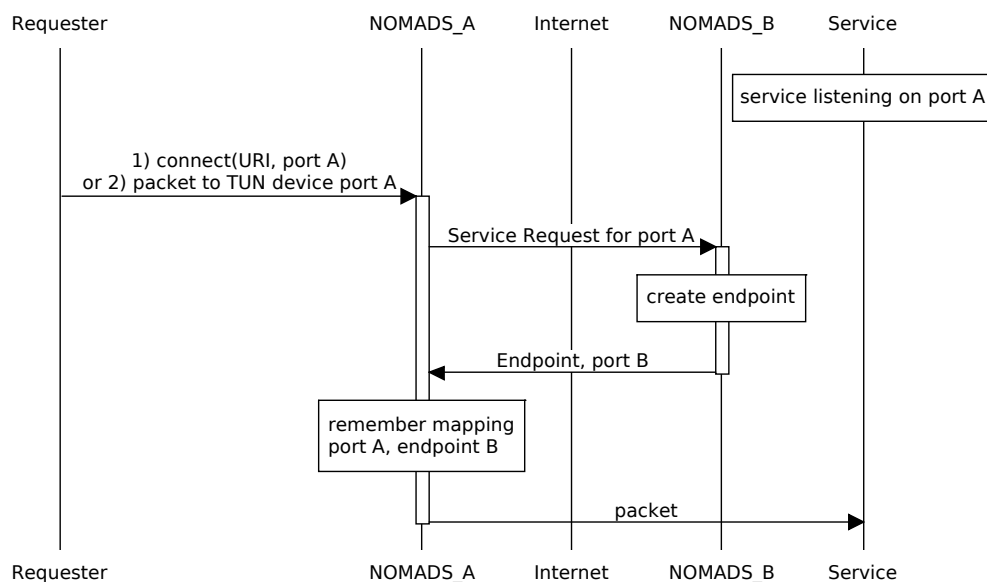 Requester NOMADS_A Internet NOMADS_B Service
service listening on port A
1) connect(URI, port A)
or 2) packet to TUN device port A
Service Request for port A
create endpoint
Endpoint, port B
remember mapping
port A, endpoint B
packet
Requester NOMADS_A Internet NOMADS_B Service